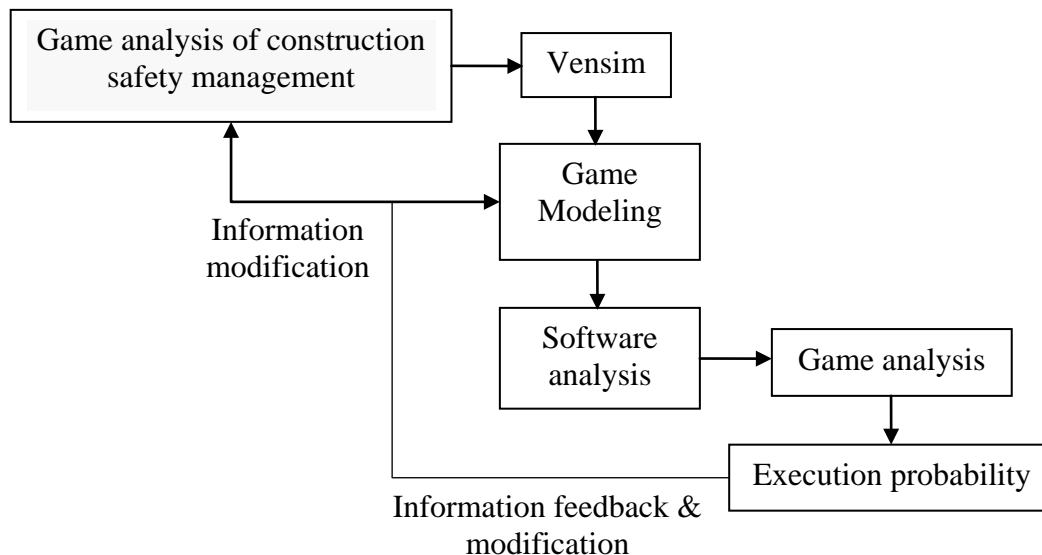 Game analysis of construction
safety management
Vensim
Game
Modeling
Information
modification
Software
analysis
Game analysis
Execution probability
Information feedback &
modification